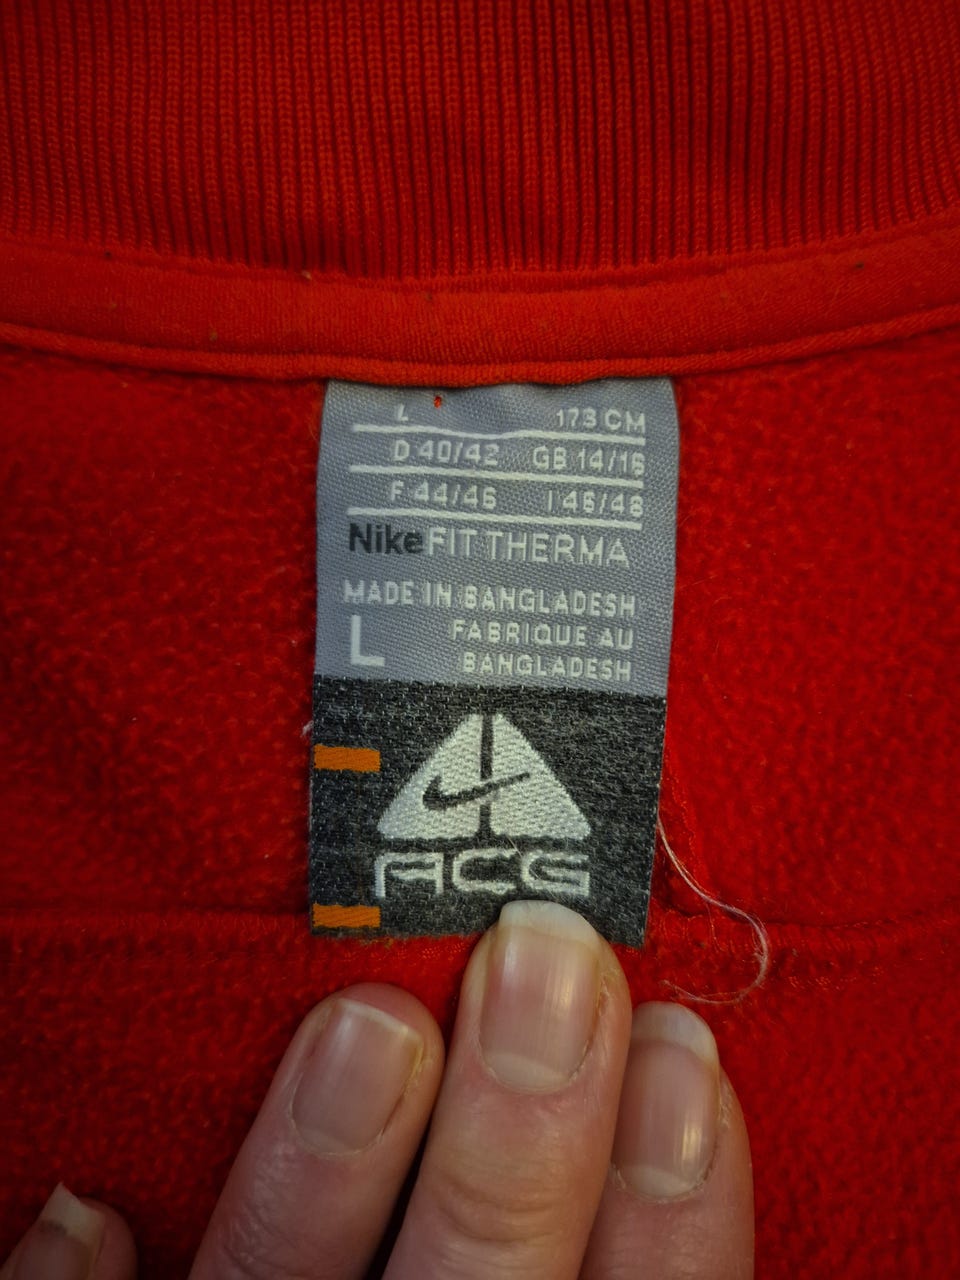 L 173 CM
D 40/42 GB 14/16
F 44/46 I 46/48
Nike FIT THERMA
MADE IN BANGLADESH
L FABRIQUE AU
BANGLADESH
ACG